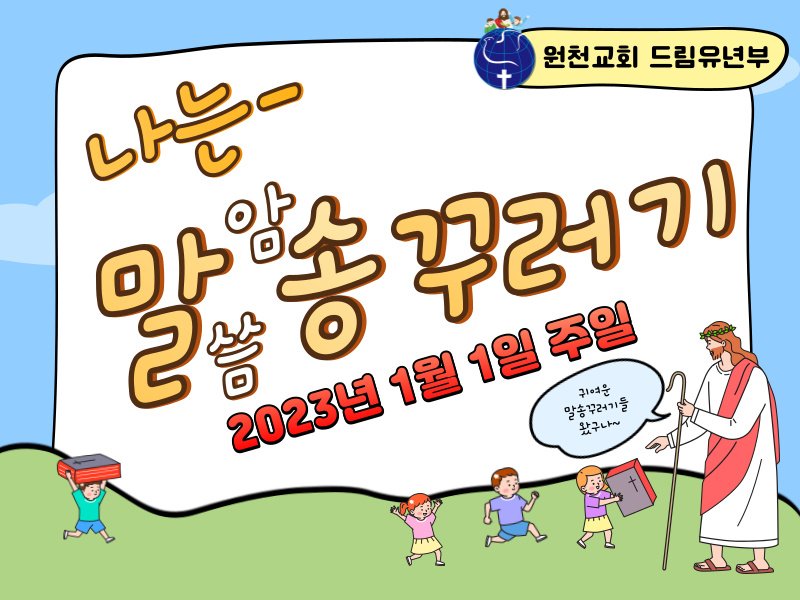 원천교회 드림유년부
나는-
말씀암송꾸러기
2023년 1월 1일 주일
귀여운
말송꾸러기들
왔구나~